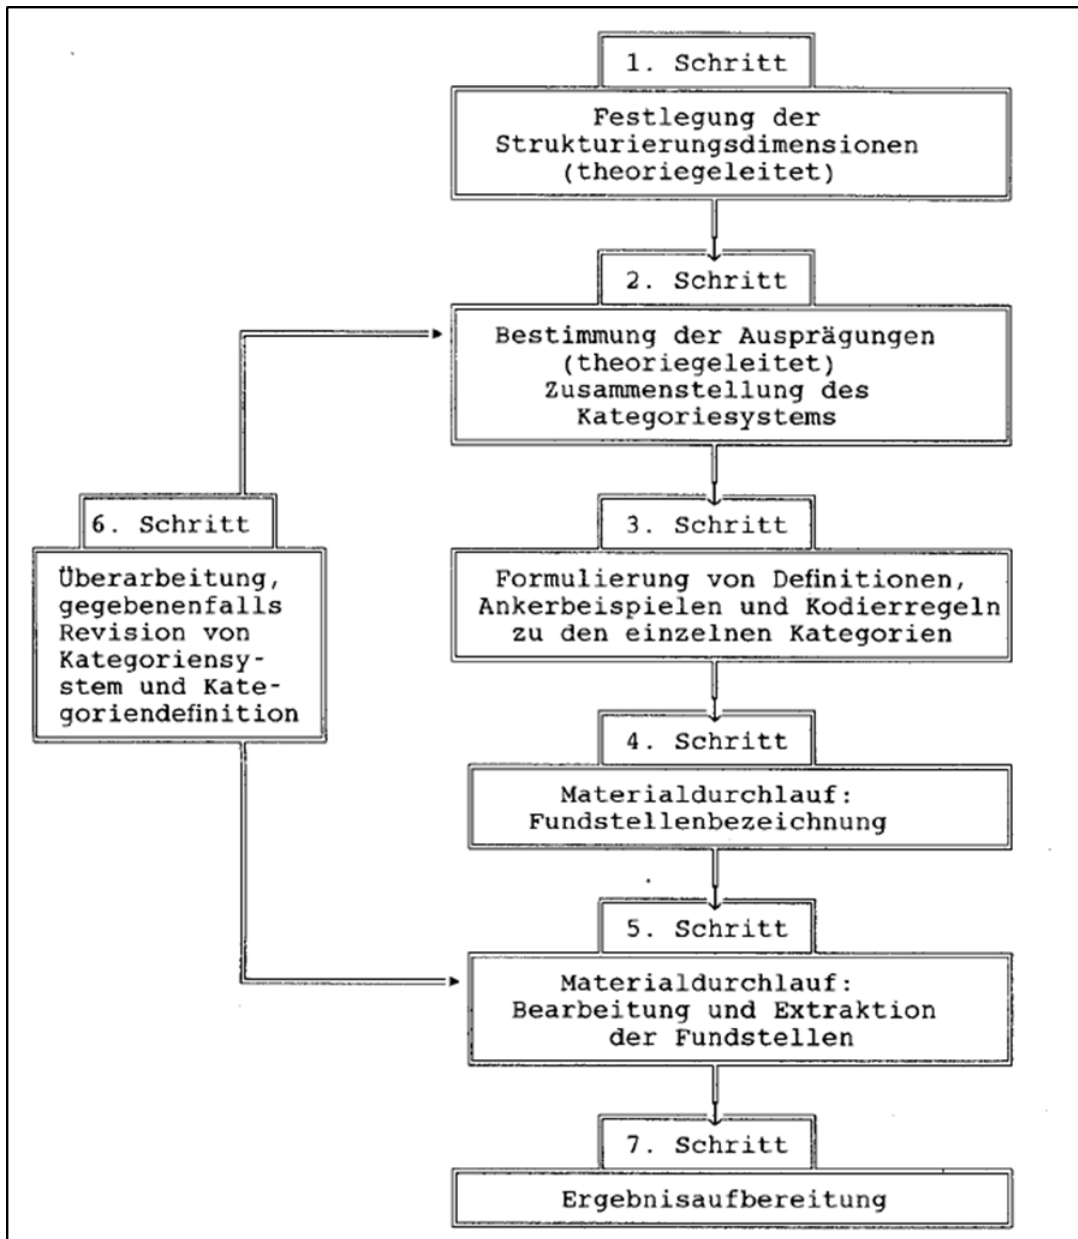 1. Schritt
Festlegung der
Strukturierungsdimensionen
(theoriegeleitet)
2. Schritt
Bestimmung der Ausprägungen
(theoriegeleitet)
Zusammenstellung des
Kategoriesystems
3. Schritt
Formulierung von Definitionen,
Ankerbeispielen und Kodierregeln
zu den einzelnen Kategorien
4. Schritt
Materialdurchlauf:
Fundstellenbezeichnung
5. Schritt
Materialdurchlauf:
Bearbeitung und Extraktion
der Fundstellen
6. Schritt
Überarbeitung,
gegebenenfalls
Revision von
Kategoriensy-
stem und Kate-
goriendefinition
7. Schritt
Ergebnisaufbereitung